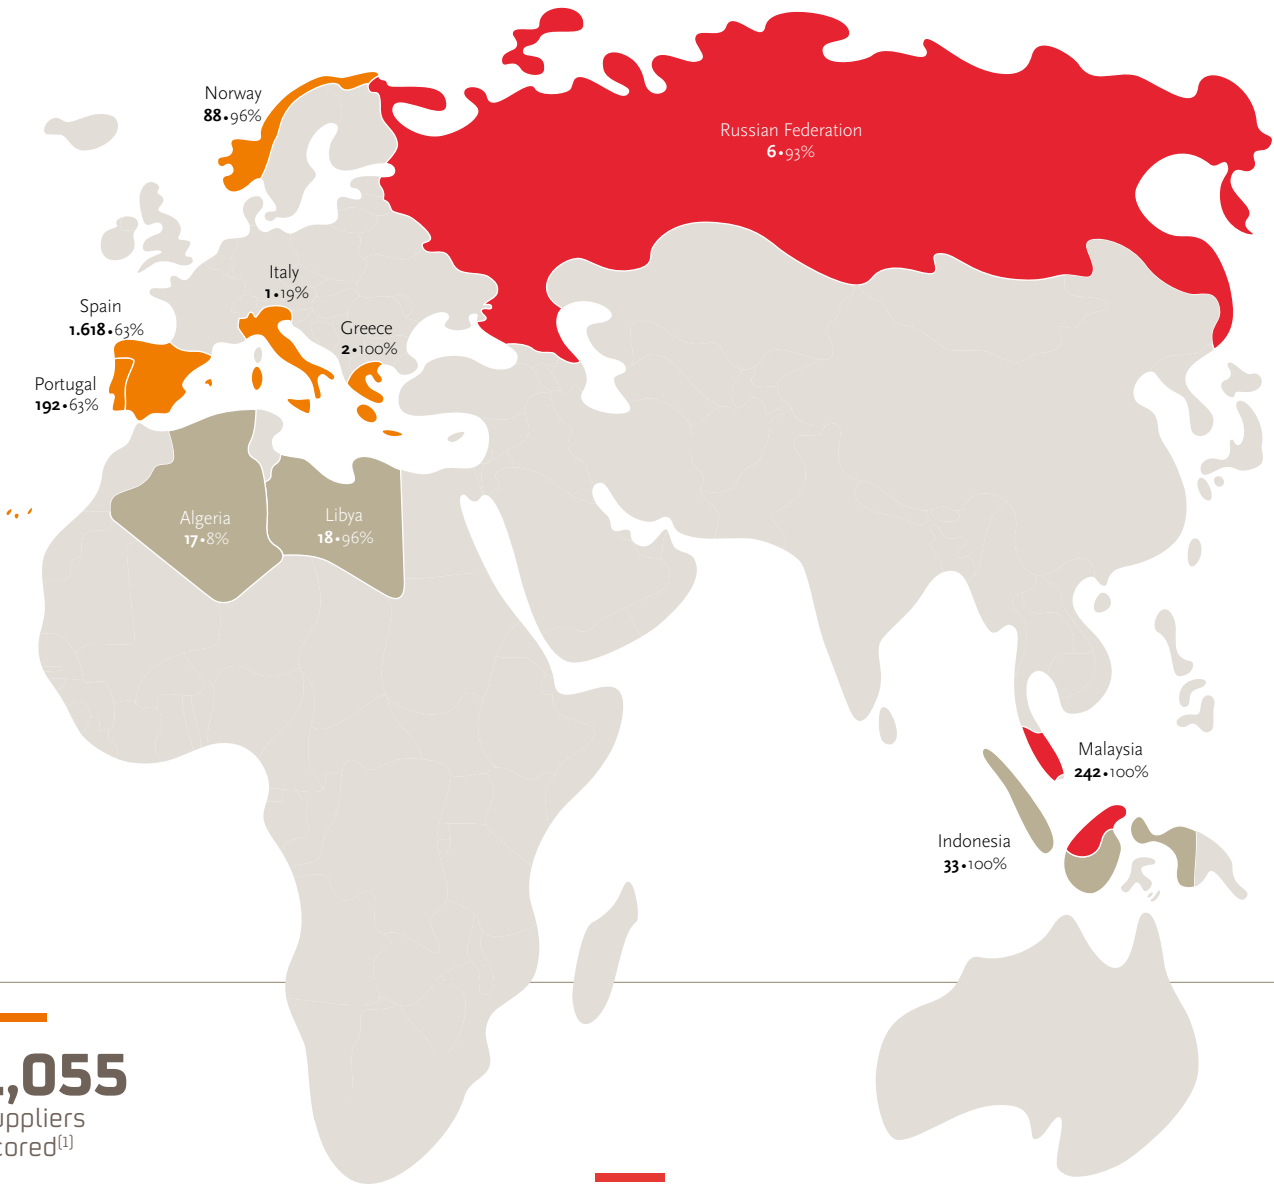 Norway
88•96%
Russian Federation
6•93%
Italy
1•19%
Spain
1.618•63%
Greece
2•100%
Portugal
192•63%
Algeria
17•8%
Libya
18•96%
Malaysia
242•100%
Indonesia
33•100%
,055
uppliers
cored(1)